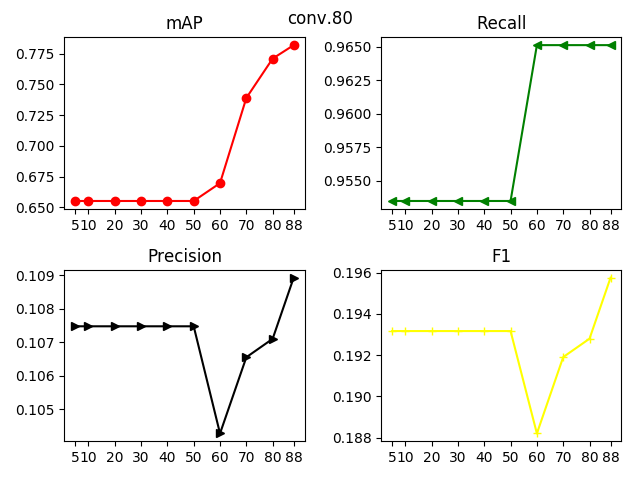 conv.80
mAP
0.775
0.750
0.725
0.700
0.675
0.650
510 20 30 40 50 60 70 80 88
Recall
0.9650
0.9625
0.9600
0.9575
0.9550
510 20 30 40 50 60 70 80 88
Precision
0.109
0.108
0.107
0.106
0.105
510 20 30 40 50 60 70 80 88
F1
0.196
0.194
0.192
0.190
0.188
510 20 30 40 50 60 70 80 88